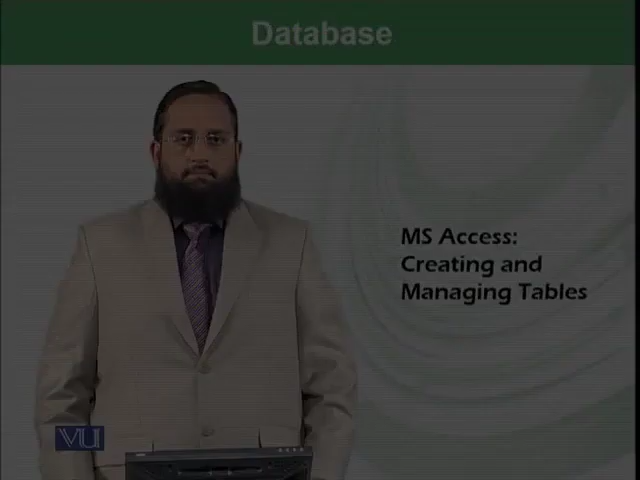 Database
MS Access:
Creating and
Managing Tables
VU